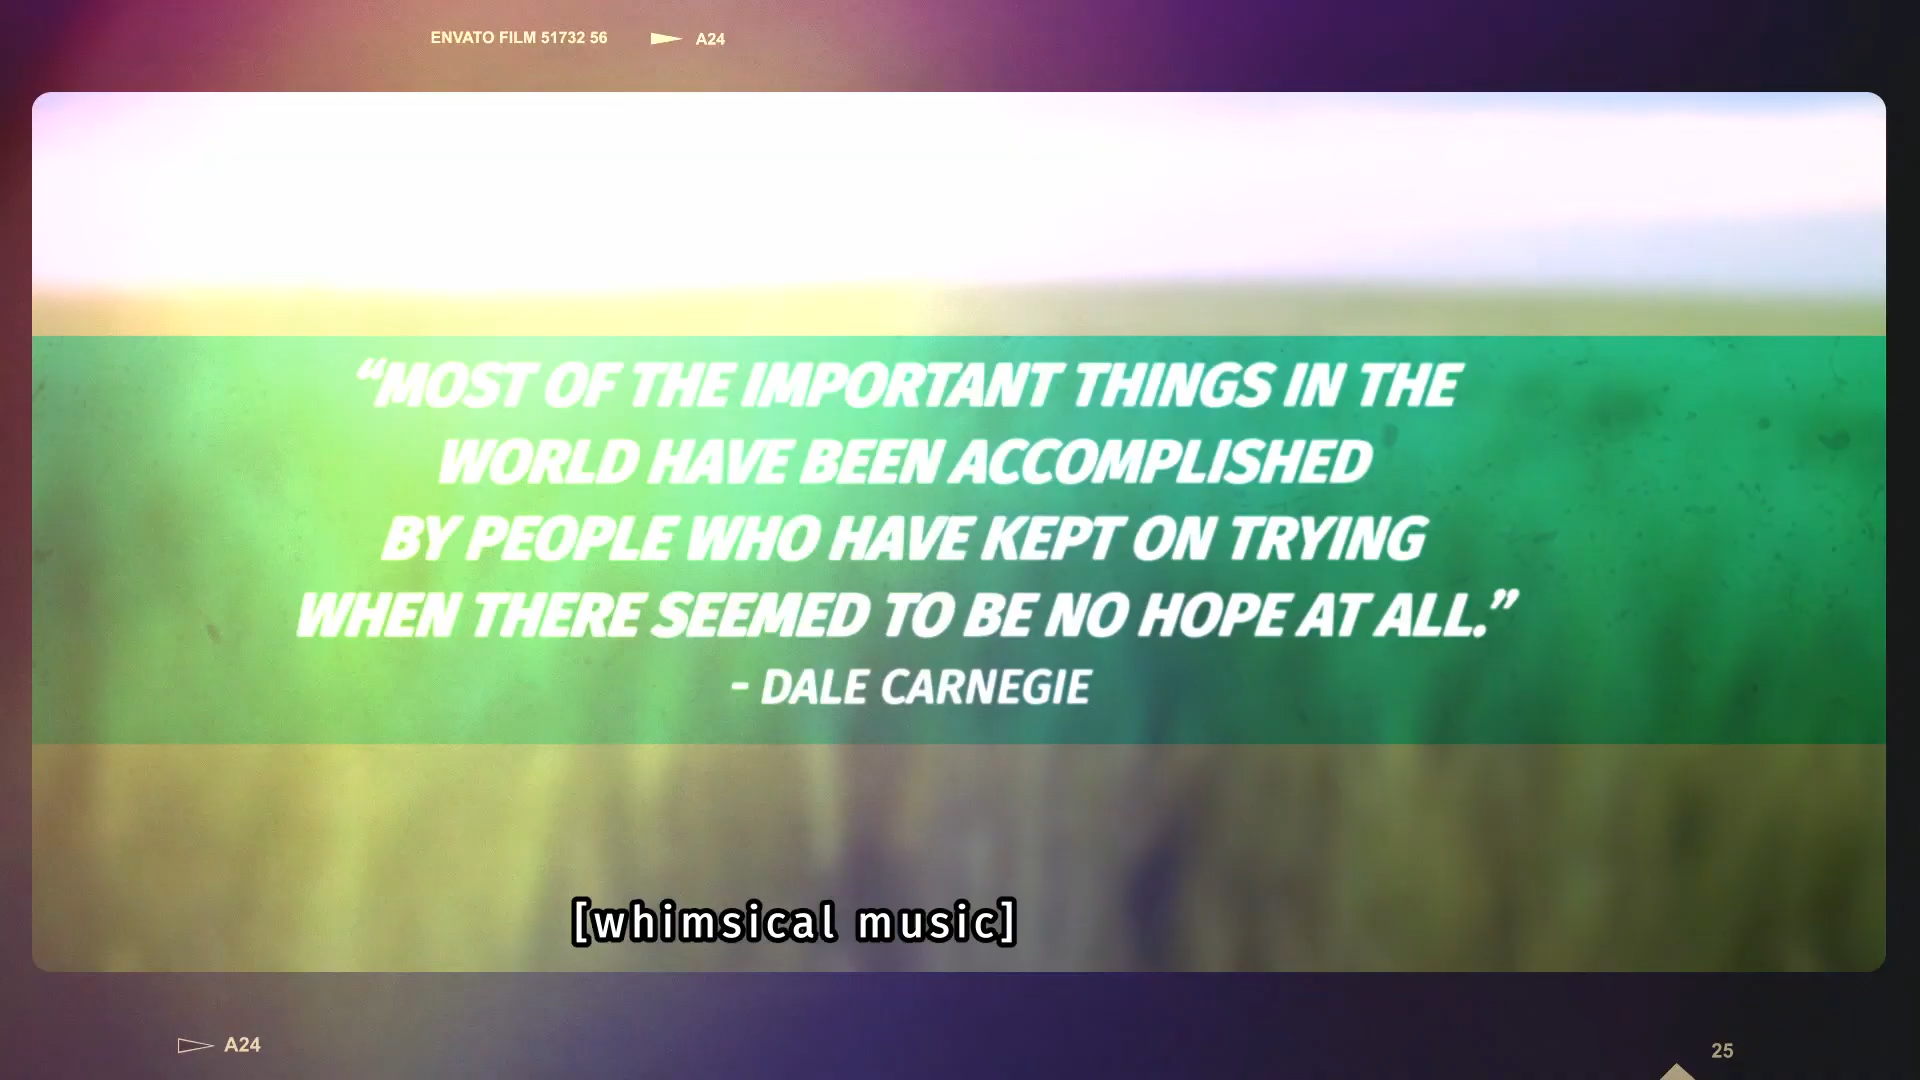 ENVATO FILM 51732 56 A24
“MOST OF THE IMPORTANT THINGS IN THE
WORLD HAVE BEEN ACCOMPLISHED
BY PEOPLE WHO HAVE KEPT ON TRYING
WHEN THERE SEEMED TO BE NO HOPE AT ALL.”
- DALE CARNEGIE
[whimsical music]
A24
25